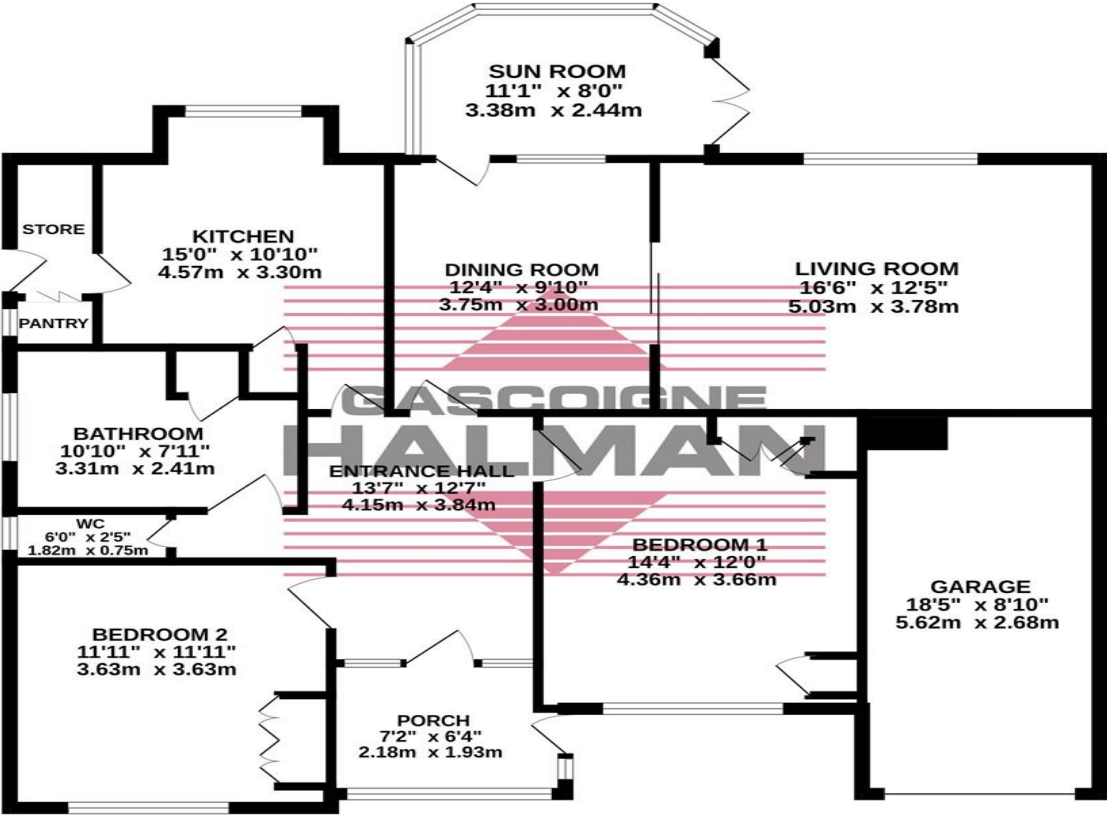 SUN ROOM
11'1" x 8'0"
3.38m x 2.44m
STORE
KITCHEN
15'0" x 10'10"
4.57m x 3.30m
DINING ROOM
12'4" x 9'10"
3.75m x 3.00m
LIVING ROOM
16'6" x 12'5"
5.03m x 3.78m
PANTRY
GASCOIGNE
HALMAN
BATHROOM
10'10" x 7'11"
3.31m x 2.41m
ENTRANCE HALL
13'7" x 12'7"
4.15m x 3.84m
WC
6'0" x 2'5"
1.82m x 0.75m
BEDROOM 1
14'4" x 12'0"
4.36m x 3.66m
GARAGE
18'5" x 8'10"
5.62m x 2.68m
BEDROOM 2
11'11" x 11'11"
3.63m x 3.63m
PORCH
7'2" x 6'4"
2.18m x 1.93m